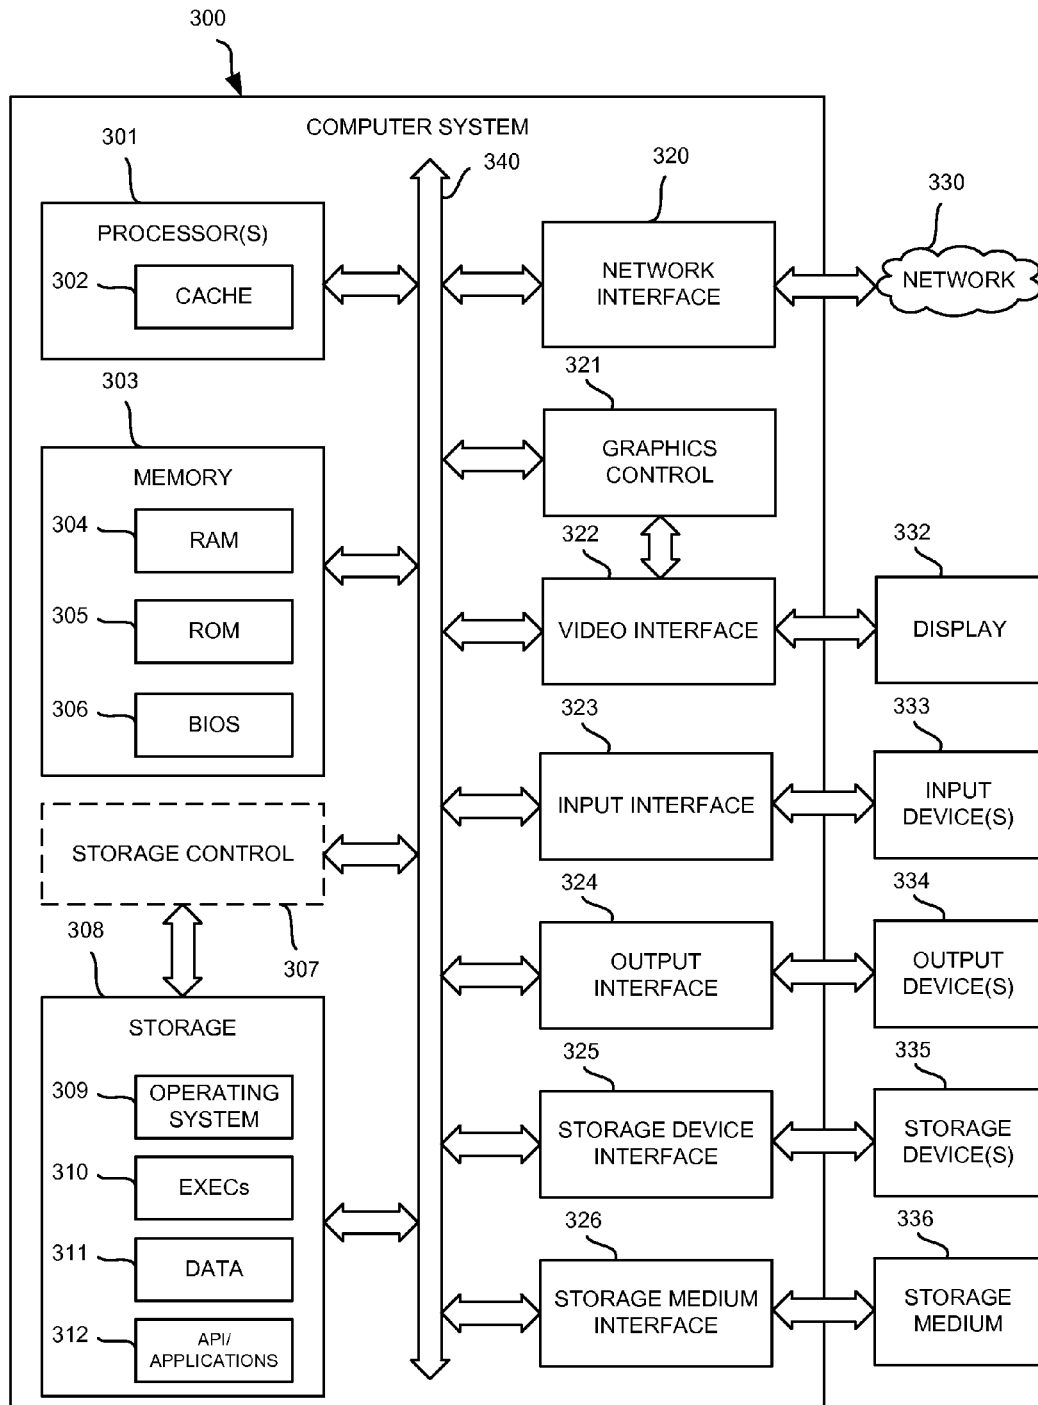 300
COMPUTER SYSTEM
301
340
320
330
PROCESSOR(S)
302
CACHE
NETWORK
INTERFACE
NETWORK
303
321
MEMORY
GRAPHICS
CONTROL
304
RAM
322
332
305
ROM
VIDEO INTERFACE
DISPLAY
306
BIOS
323
333
INPUT INTERFACE
INPUT
DEVICE(S)
STORAGE CONTROL
307
324
334
308
OUTPUT
INTERFACE
OUTPUT
DEVICE(S)
STORAGE
325
335
309
OPERATING
SYSTEM
STORAGE DEVICE
INTERFACE
STORAGE
DEVICE(S)
310
EXECs
326
336
311
DATA
STORAGE MEDIUM
INTERFACE
STORAGE
MEDIUM
312
API/
APPLICATIONS